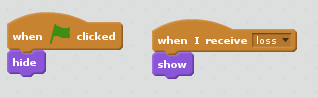 when clicked
hide
when I receive loss
show